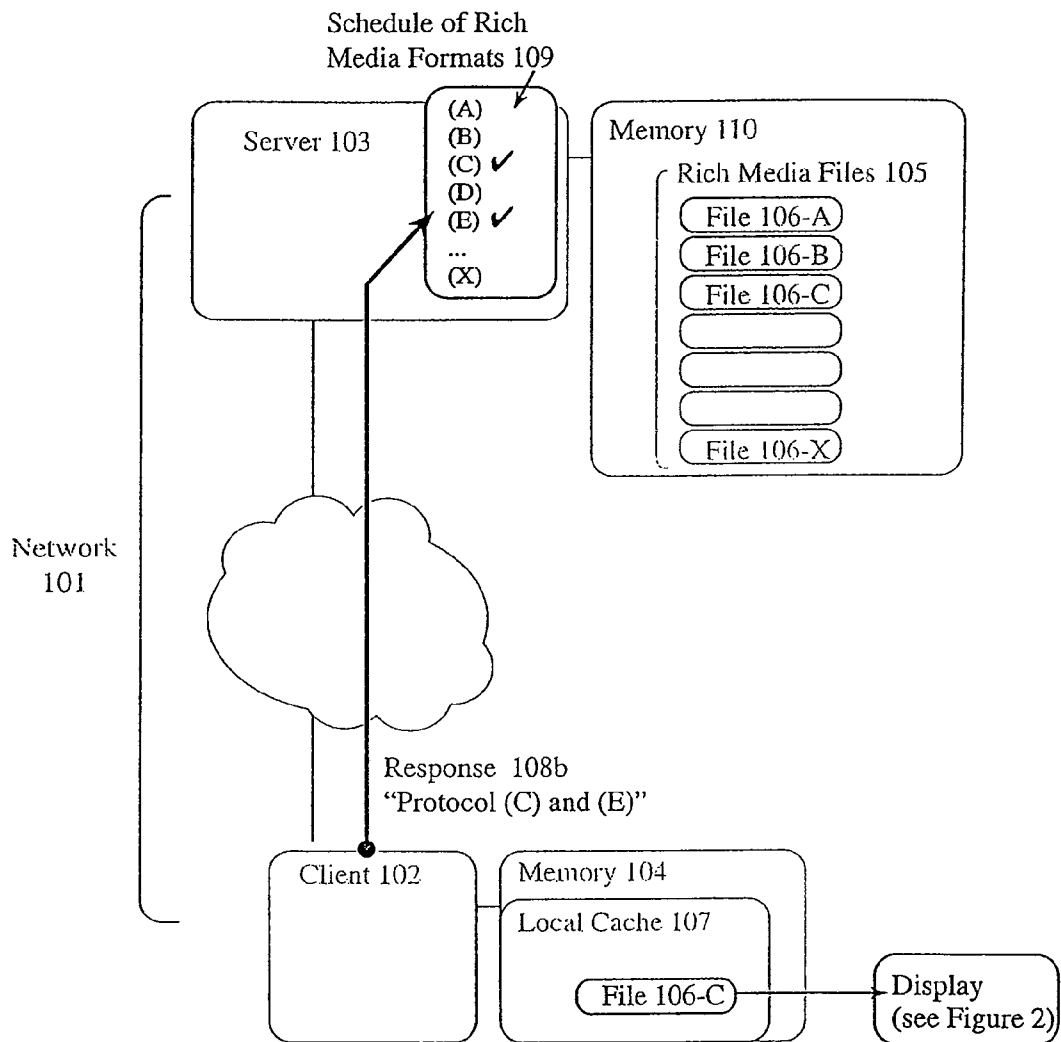 Schedule of Rich
Media Formats 109
(A)
(B)
(C) ✓
(D)
(E) ✓
...
(X)
Server 103
Memory 110
Rich Media Files 105
File 106-A
File 106-B
File 106-C
File 106-X
Network
101
Response 108b
“Protocol (C) and (E)”
Client 102
Memory 104
Local Cache 107
File 106-C
Display
(see Figure 2)